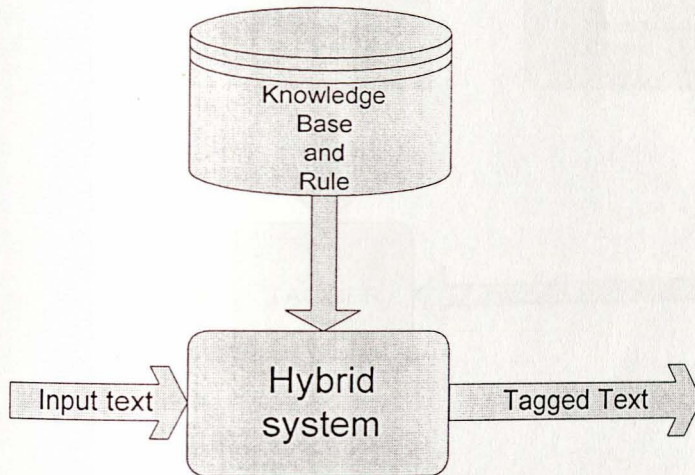 Knowledge
Base
and
Rule
Input text
Hybrid
system
Tagged Text